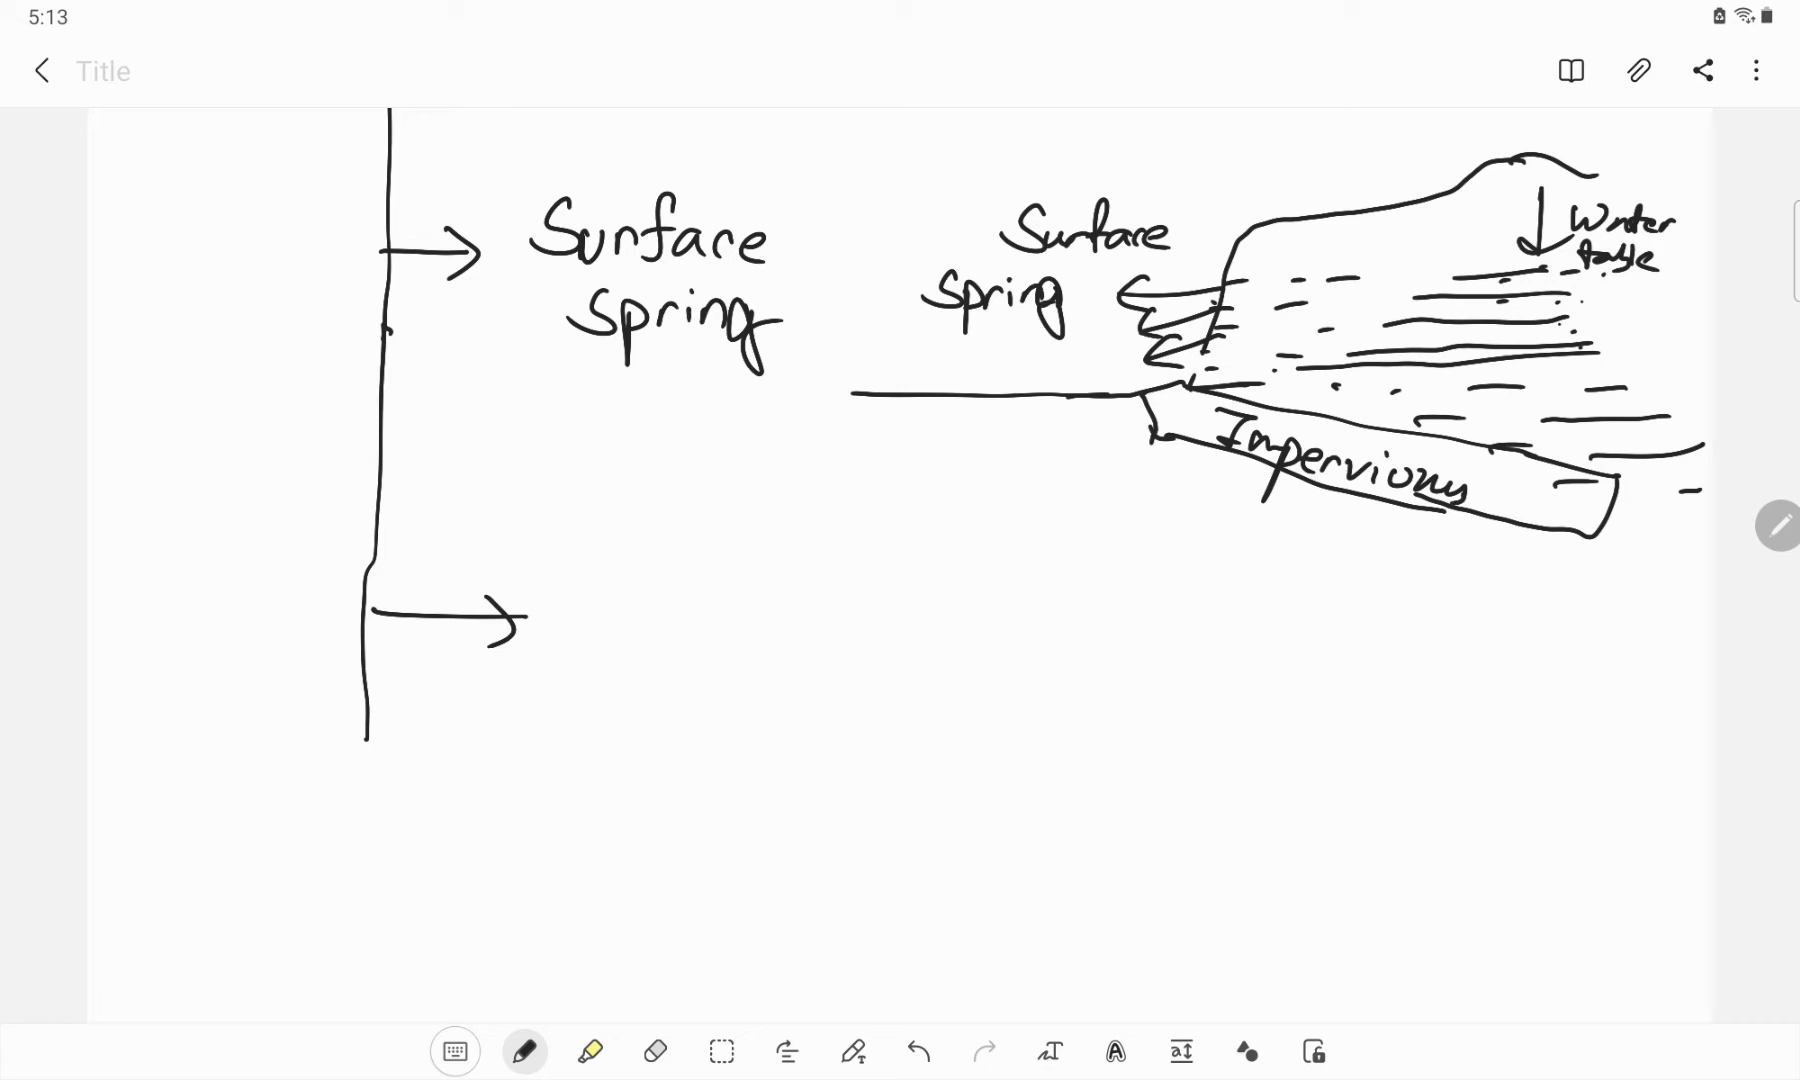 5:13
Title
Surface
Spring
Surface
Spring
Water
table
Impervious